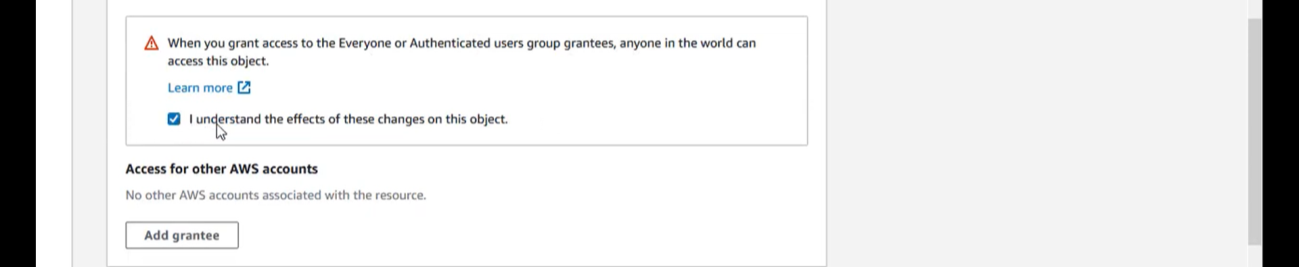 When you grant access to the Everyone or Authenticated users group grantees, anyone in the world can
access this object.
Learn more
I understand the effects of these changes on this object.
Access for other AWS accounts
No other AWS accounts associated with the resource.
Add grantee